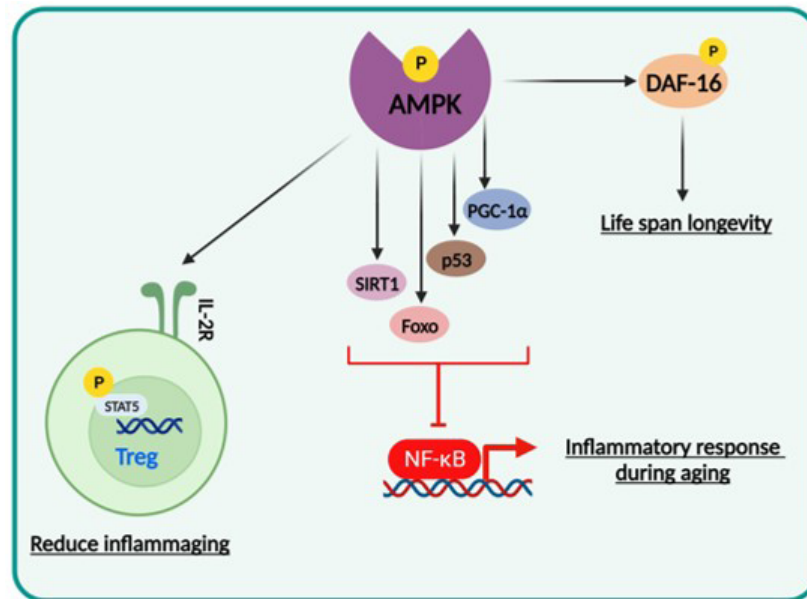 P
AMPK
P
DAF-16
PGC-1α
Life span longevity
p53
SIRT1
Foxo
IL-2R
P
STAT5
Treg
NF-κB
Inflammatory response
during aging
Reduce inflammaging